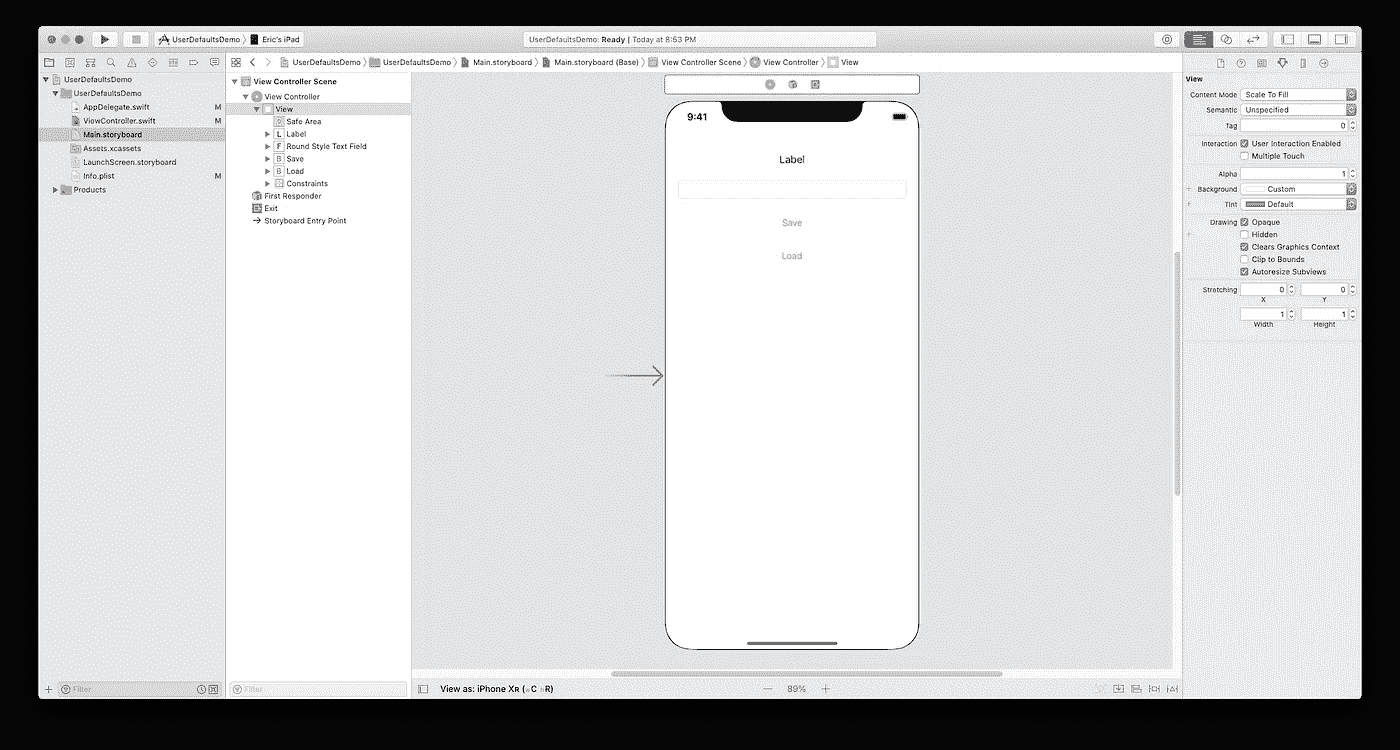 UserDefaultsDemo Eric's iPad
UserDefaultsDemo: Ready | Today at 8:53 PM
UserDefaultsDemo UserDefaultsDemo Main.storyboard Main.storyboard (Base) View Controller Scene View Controller View
UserDefaultsDemo
UserDefaultsDemo
AppDelegate.swift M
ViewController.swift M
Main.storyboard
Assets.xcassets
LaunchScreen.storyboard
Info.plist M
Products
Filter
View Controller Scene
View Controller
View
Safe Area
L Label
F Round Style Text Field
B Save
B Load
Constraints
First Responder
Exit
Storyboard Entry Point
Filter
9:41
Label
Save
Load
View as: iPhone XR (wC hR)
89%
View
Content Mode Scale To Fill
Semantic Unspecified
Tag 0
Interaction User Interaction Enabled
Multiple Touch
Alpha 1
Background Custom
Tint Default
Drawing Opaque
Hidden
Clears Graphics Context
Clip to Bounds
Autoresize Subviews
Stretching 0 0
X Y
1 1
Width Height